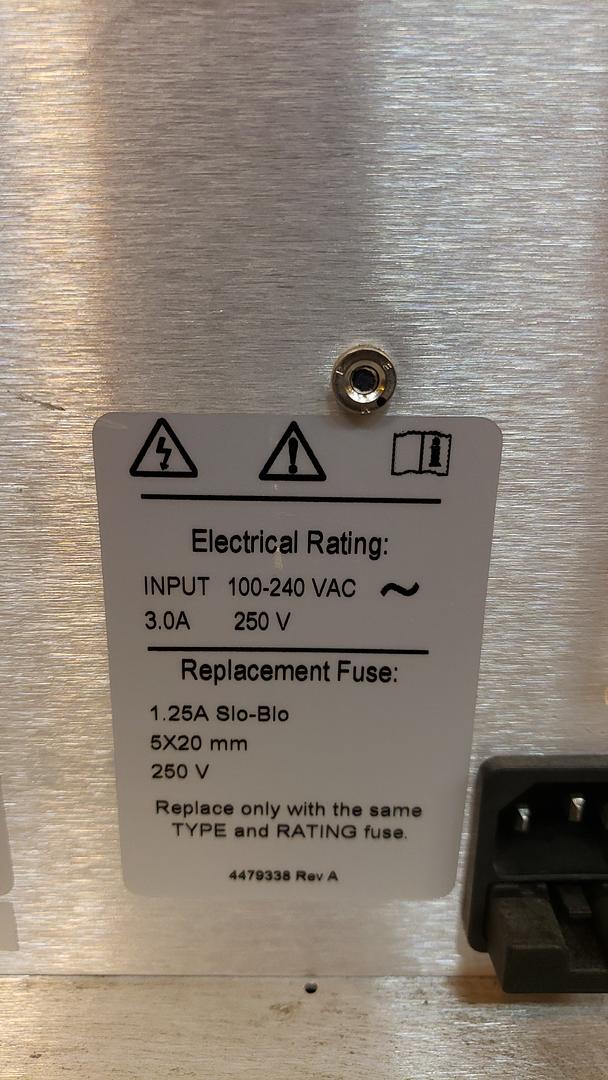 Electrical Rating:
INPUT 100-240 VAC ~
3.0A 250 V
Replacement Fuse:
1.25A Slo-Blo
5X20 mm
250 V
Replace only with the same
TYPE and RATING fuse.
4479338 Rev A